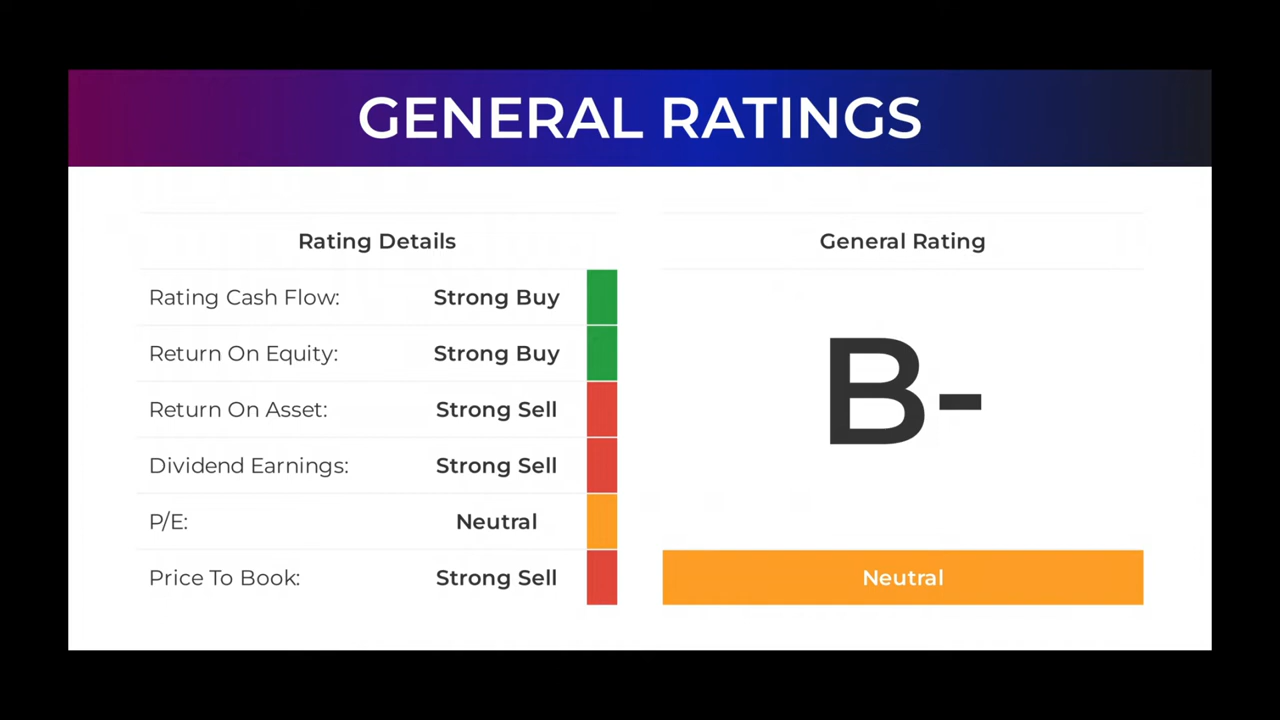 GENERAL RATINGS
Rating Details
Rating Cash Flow: Strong Buy
Return On Equity: Strong Buy
Return On Asset: Strong Sell
Dividend Earnings: Strong Sell
P/E: Neutral
Price To Book: Strong Sell
General Rating
B-
Neutral